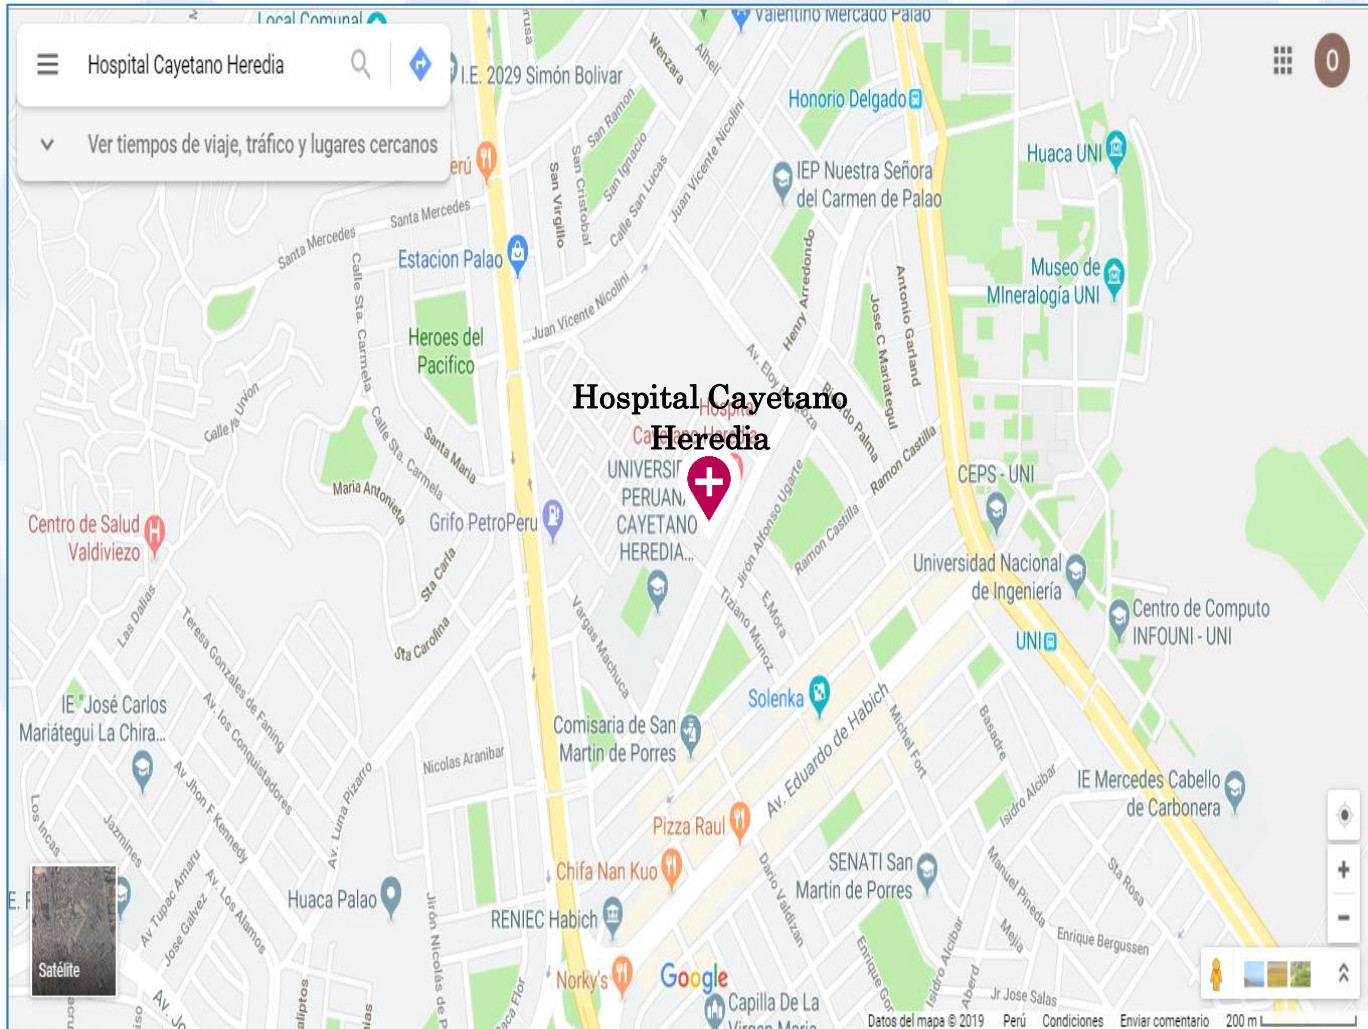 Local Comunal
Valentino Mercado Palao
Hospital Cayetano Heredia
O
Ver tiempos de viaje, tráfico y lugares cercanos
I.E. 2029 Simón Bolivar
Wenzara
Alheli
Honorio Delgado
San Ramon
San Ignacio
San Cristobal
San Virgilio
Calle San Lucas
Juan Vicente Nicolini
Huaca UNI
IEP Nuestra Señora
del Carmen de Palao
erú
Santa Mercedes
Santa Mercedes
Estacion Palao
Calle Sta. Carmela
Juan Vicente Nicolini
Henry Arredondo
Antonio Garland
Jose C Mariategui
Museo de
MIneralogía UNI
Heroes del
Pacifico
Av. Eloy
Ricardo Palma
Ramon Castilla
Calle la Union
Calle Sta. Carmela
Santa Maria
Maria Antonieta
Hospital Cayetano
Heredia
Hospital
Cayetano Heredia
UNIVERSI
PERUANA
CAYETANO
HEREDIA...
Jirón Alfonso Ugarte
Ramon Castilla
CEPS - UNI
Centro de Salud
Valdiviezo
Grifo PetroPeru
Universidad Nacional
de Ingeniería
Centro de Computo
INFOUNI - UNI
UNI
Sta Carla
Sta Carolina
Las Dalias
Teresa Gonzales de Faning
Av. los Conquistadores
Vargas Machuca
Tiziano Munoz
E.Mora
Solenka
IE "José Carlos
Mariátegui La Chira...
Comisaria de San
Martin de Porres
Nicolas Aranibar
Av. Eduardo de Habich
Michel Fort
Basadre
Isidro Alcibar
IE Mercedes Cabello
de Carbonera
Los Incas
Jazmines
Av Jhon F Kennedy
Av. Luna Pizarro
Pizza Raul
Chifa Nan Kuo
Dario Valdizan
SENATI San
Martin de Porres
Manuel Pineda
Sta Rosa
Mejia
Enrique Bergussen
Huaca Palao
RENIEC Habich
Av Tupac Amaru
Jose Galvez
Av. Los Alamos
Jirón Nicolás de P
Isidro Alcibar
Satélite
Norky's
Google
Capilla De La
Virgen Maria
Jr Jose Salas
Datos del mapa © 2019 Perú Condiciones Enviar comentario 200 m